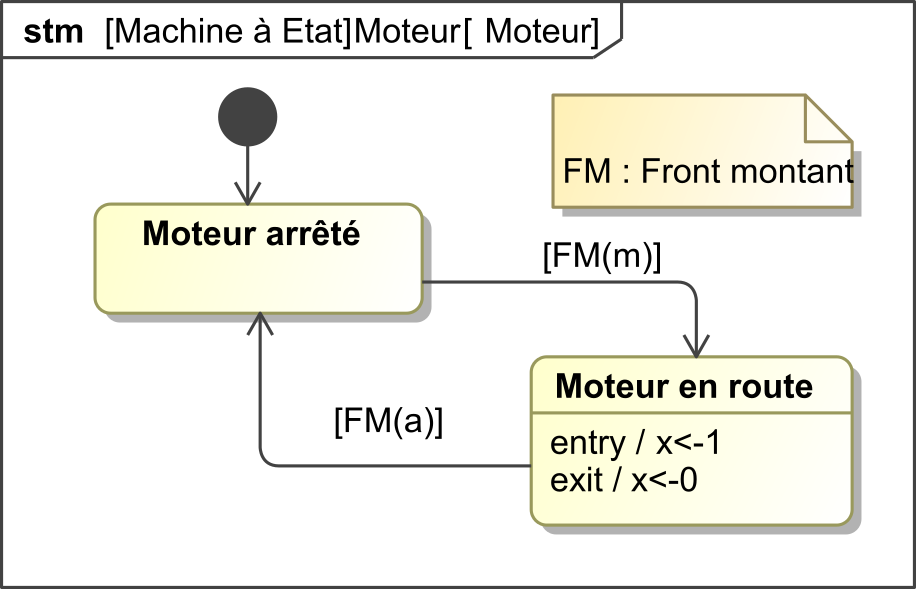 stm [Machine à Etat]Moteur[ Moteur]
FM : Front montant
Moteur arrêté
[FM(m)]
Moteur en route
[FM(a)]
entry / x<-1
exit / x<-0